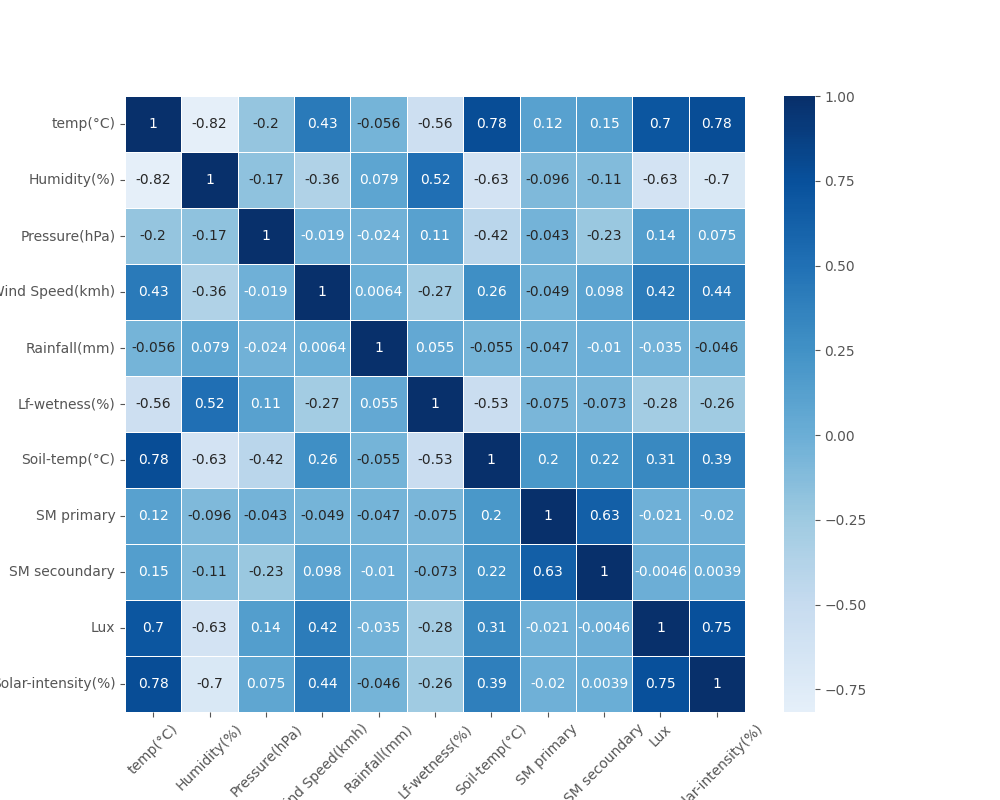 temp(°C) 1 -0.82 -0.2 0.43 -0.056 -0.56 0.78 0.12 0.15 0.7 0.78
Humidity(%) -0.82 1 -0.17 -0.36 0.079 0.52 -0.63 -0.096 -0.11 -0.63 -0.7
Pressure(hPa) -0.2 -0.17 1 -0.019 -0.024 0.11 -0.42 -0.043 -0.23 0.14 0.075
Wind Speed(kmh) 0.43 -0.36 -0.019 1 0.0064 -0.27 0.26 -0.049 0.098 0.42 0.44
Rainfall(mm) -0.056 0.079 -0.024 0.0064 1 0.055 -0.055 -0.047 -0.01 -0.035 -0.046
Lf-wetness(%) -0.56 0.52 0.11 -0.27 0.055 1 -0.53 -0.075 -0.073 -0.28 -0.26
Soil-temp(°C) 0.78 -0.63 -0.42 0.26 -0.055 -0.53 1 0.2 0.22 0.31 0.39
SM primary 0.12 -0.096 -0.043 -0.049 -0.047 -0.075 0.2 1 0.63 -0.021 -0.02
SM secoundary 0.15 -0.11 -0.23 0.098 -0.01 -0.073 0.22 0.63 1 -0.0046 0.0039
Lux 0.7 -0.63 0.14 0.42 -0.035 -0.28 0.31 -0.021 -0.0046 1 0.75
Solar-intensity(%) 0.78 -0.7 0.075 0.44 -0.046 -0.26 0.39 -0.02 0.0039 0.75 1
temp(°C)
Humidity(%)
Pressure(hPa)
ind Speed(kmh)
Rainfall(mm)
Lf-wetness(%)
Soil-temp(°C)
SM primary
SM secoundary
Lux
lar-intensity(%)
1.00
0.75
0.50
0.25
0.00
−0.25
−0.50
−0.75